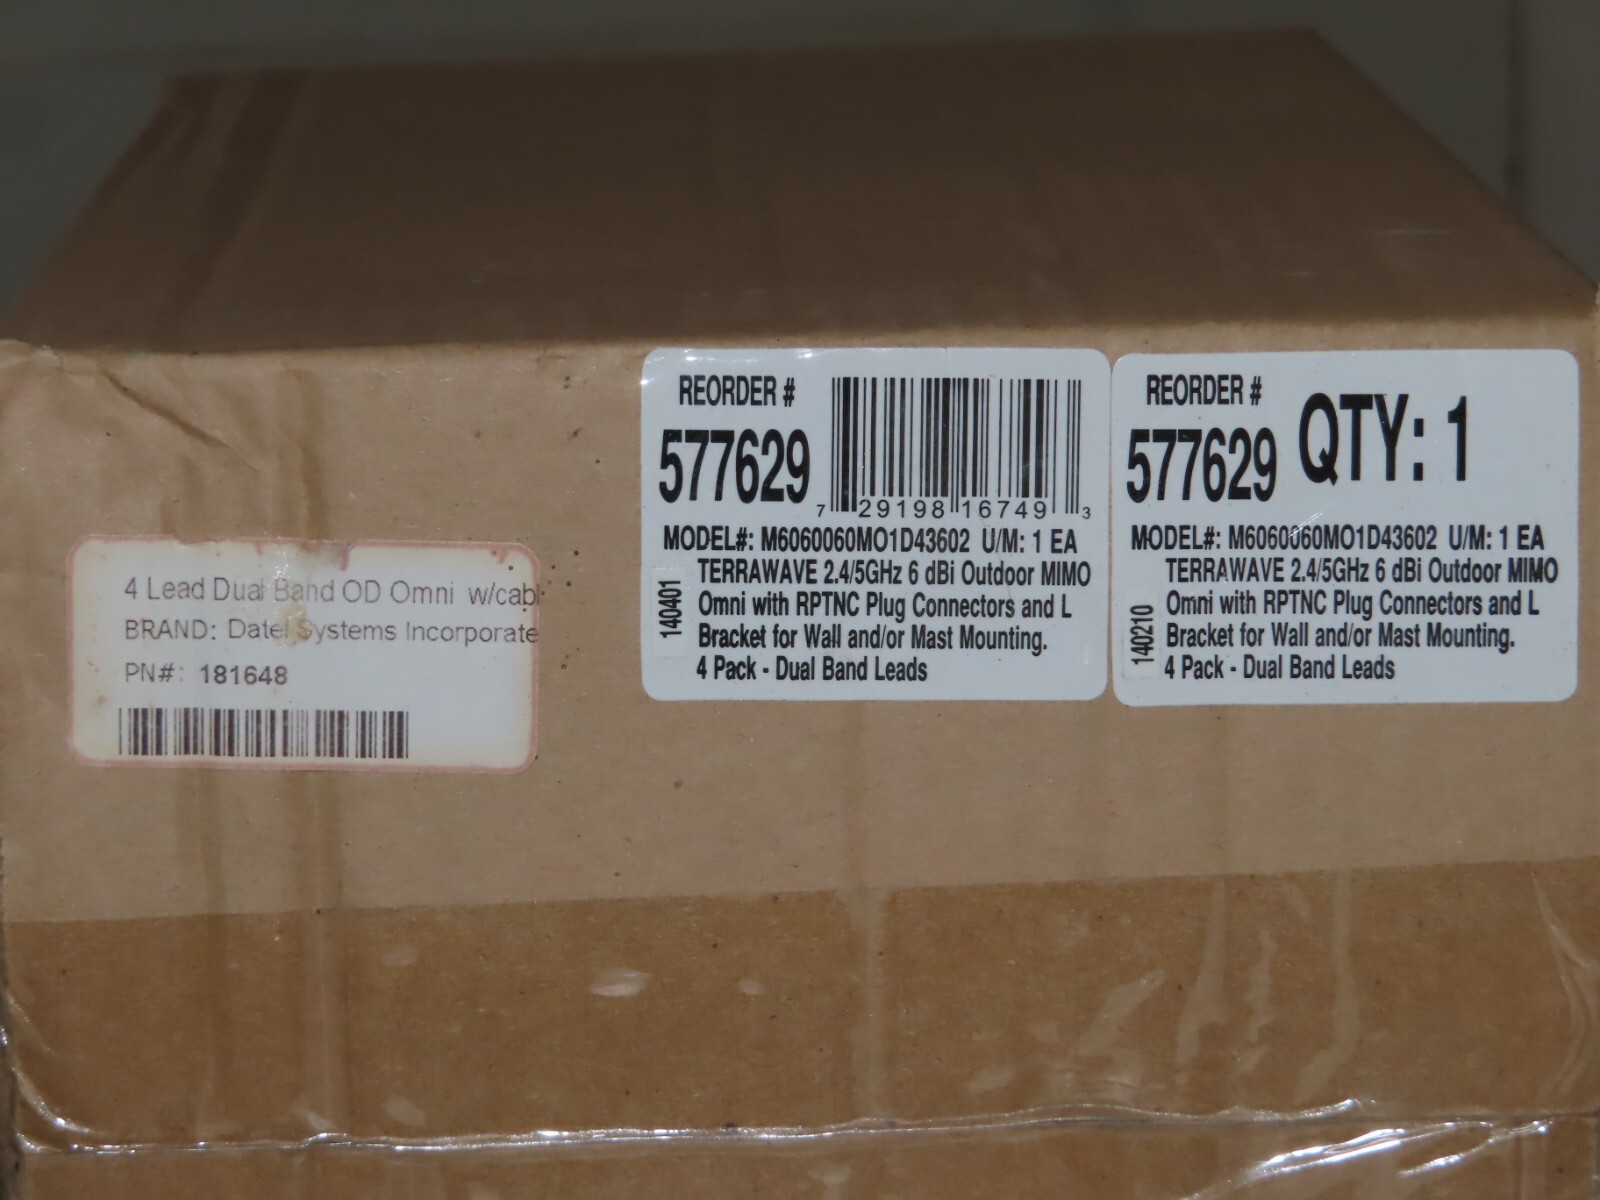 4 Lead Dual Band OD Omni w/cabl
BRAND: Datel Systems Incorporate
PN#: 181648
REORDER #
577629
7 29198 16749 3
MODEL#: M6060060MO1D43602 U/M: 1 EA
TERRAWAVE 2.4/5GHz 6 dBi Outdoor MIMO
Omni with RPTNC Plug Connectors and L
Bracket for Wall and/or Mast Mounting.
4 Pack - Dual Band Leads
140401
REORDER #
577629
QTY: 1
MODEL#: M6060060MO1D43602 U/M: 1 EA
TERRAWAVE 2.4/5GHz 6 dBi Outdoor MIMO
Omni with RPTNC Plug Connectors and L
Bracket for Wall and/or Mast Mounting.
4 Pack - Dual Band Leads
140210